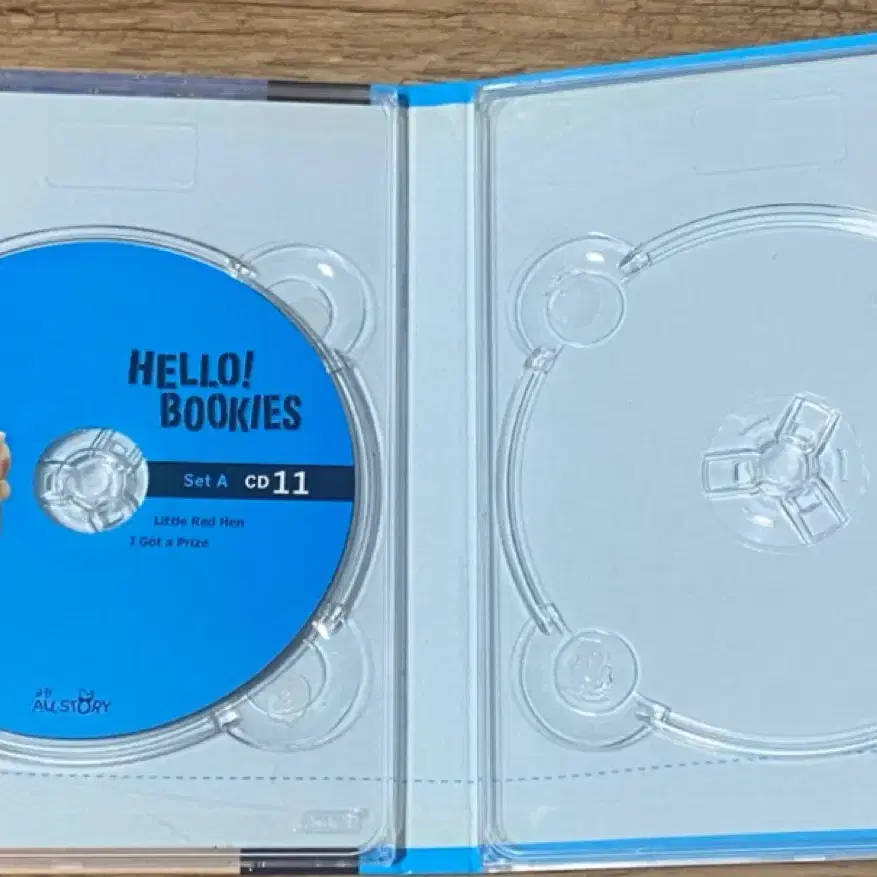 HELLO!
BOOKIES
Set A CD 11
Little Red Hen
I Got a Prize
ALL STORY